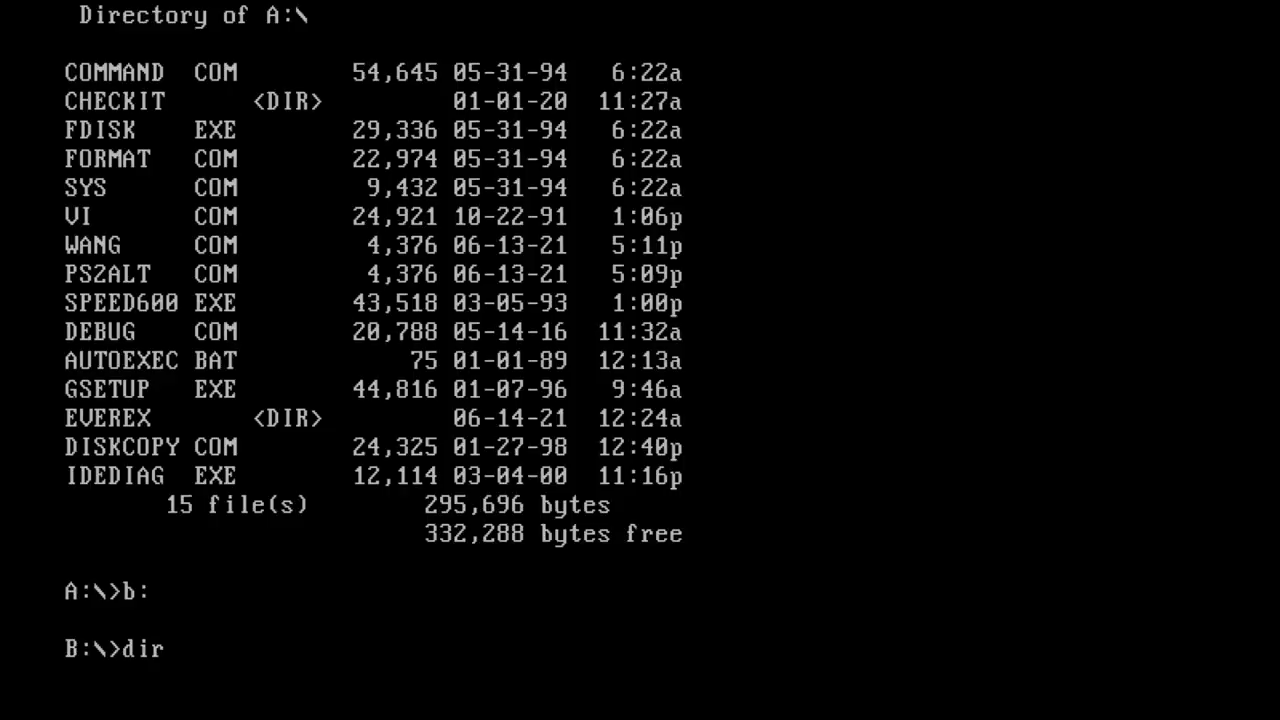 Directory of A:\
COMMAND  COM        54,645 05-31-94   6:22a
CHECKIT      <DIR>         01-01-20  11:27a
FDISK    EXE        29,336 05-31-94   6:22a
FORMAT   COM        22,974 05-31-94   6:22a
SYS      COM         9,432 05-31-94   6:22a
VI       COM        24,921 10-22-91   1:06p
WANG     COM         4,376 06-13-21   5:11p
PS2ALT   COM         4,376 06-13-21   5:09p
SPEED600 EXE        43,518 03-05-93   1:00p
DEBUG    COM        20,788 05-14-16  11:32a
AUTOEXEC BAT            75 01-01-89  12:13a
GSETUP   EXE        44,816 01-07-96   9:46a
EVEREX       <DIR>         06-14-21  12:24a
DISKCOPY COM        24,325 01-27-98  12:40p
IDEDIAG  EXE        12,114 03-04-00  11:16p
15 file(s)        295,696 bytes
332,288 bytes free
A:\>b:
B:\>dir